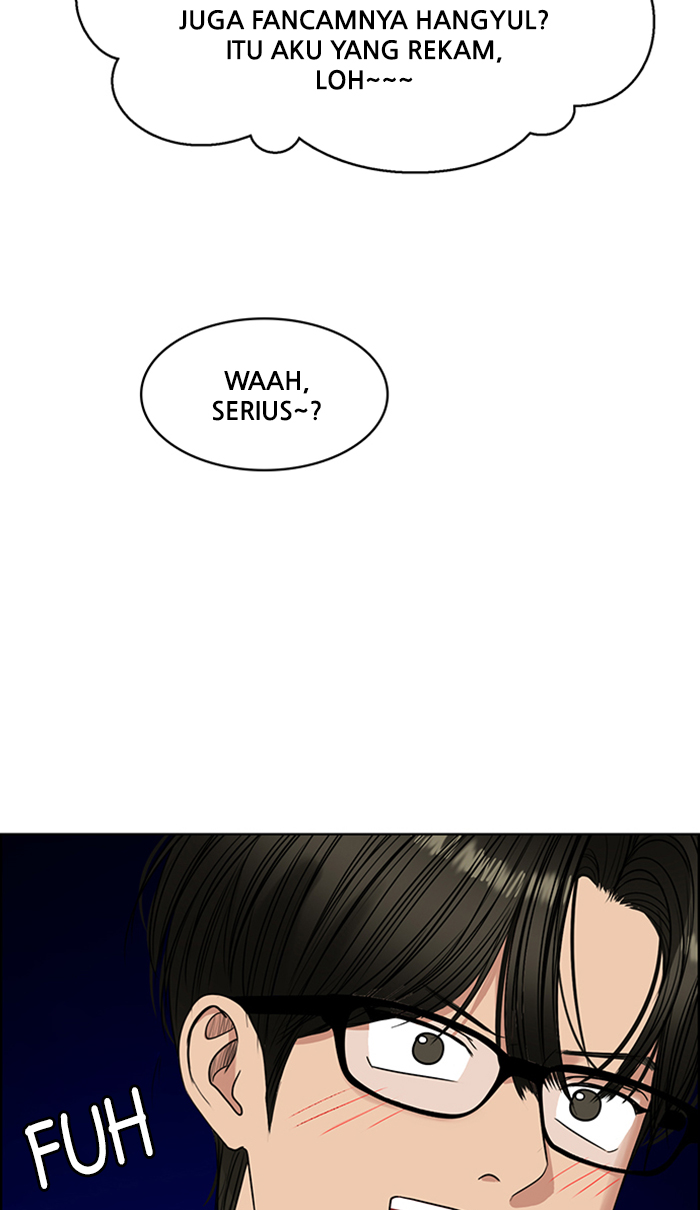 JUGA FANCAMNYA HANGYUL?
ITU AKU YANG REKAM,
LOH~~~
WAAH,
SERIUS~?
FUH